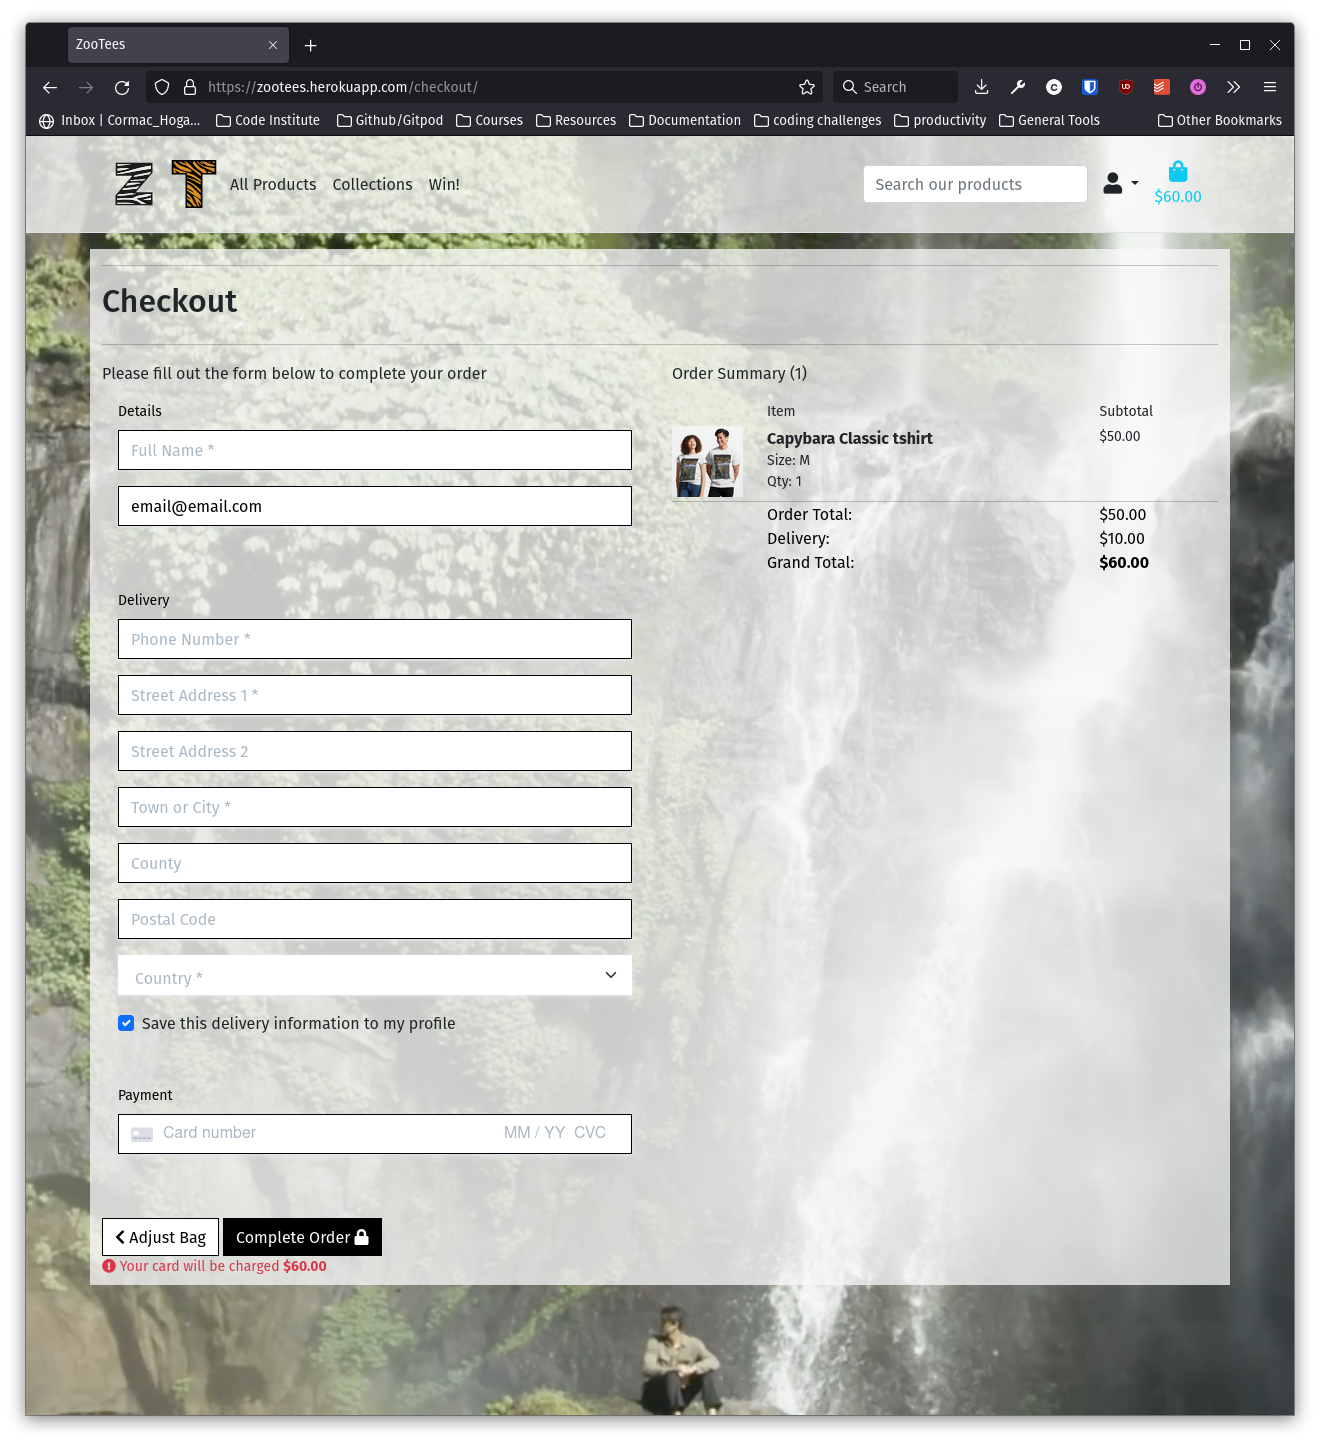 ZooTees
https://zootees.herokuapp.com/checkout/
Search
Inbox | Cormac_Hoga...
Code Institute
Github/Gitpod
Courses
Resources
Documentation
coding challenges
productivity
General Tools
Other Bookmarks
Z T
All Products
Collections
Win!
Search our products
$60.00
Checkout
Please fill out the form below to complete your order
Details
Full Name *
email@email.com
Delivery
Phone Number *
Street Address 1 *
Street Address 2
Town or City *
County
Postal Code
Country *
Save this delivery information to my profile
Payment
Card number
MM / YY CVC
Adjust Bag
Complete Order
Your card will be charged $60.00
Order Summary (1)
Item Subtotal
Capybara Classic tshirt $50.00
Size: M
Qty: 1
Order Total: $50.00
Delivery: $10.00
Grand Total: $60.00